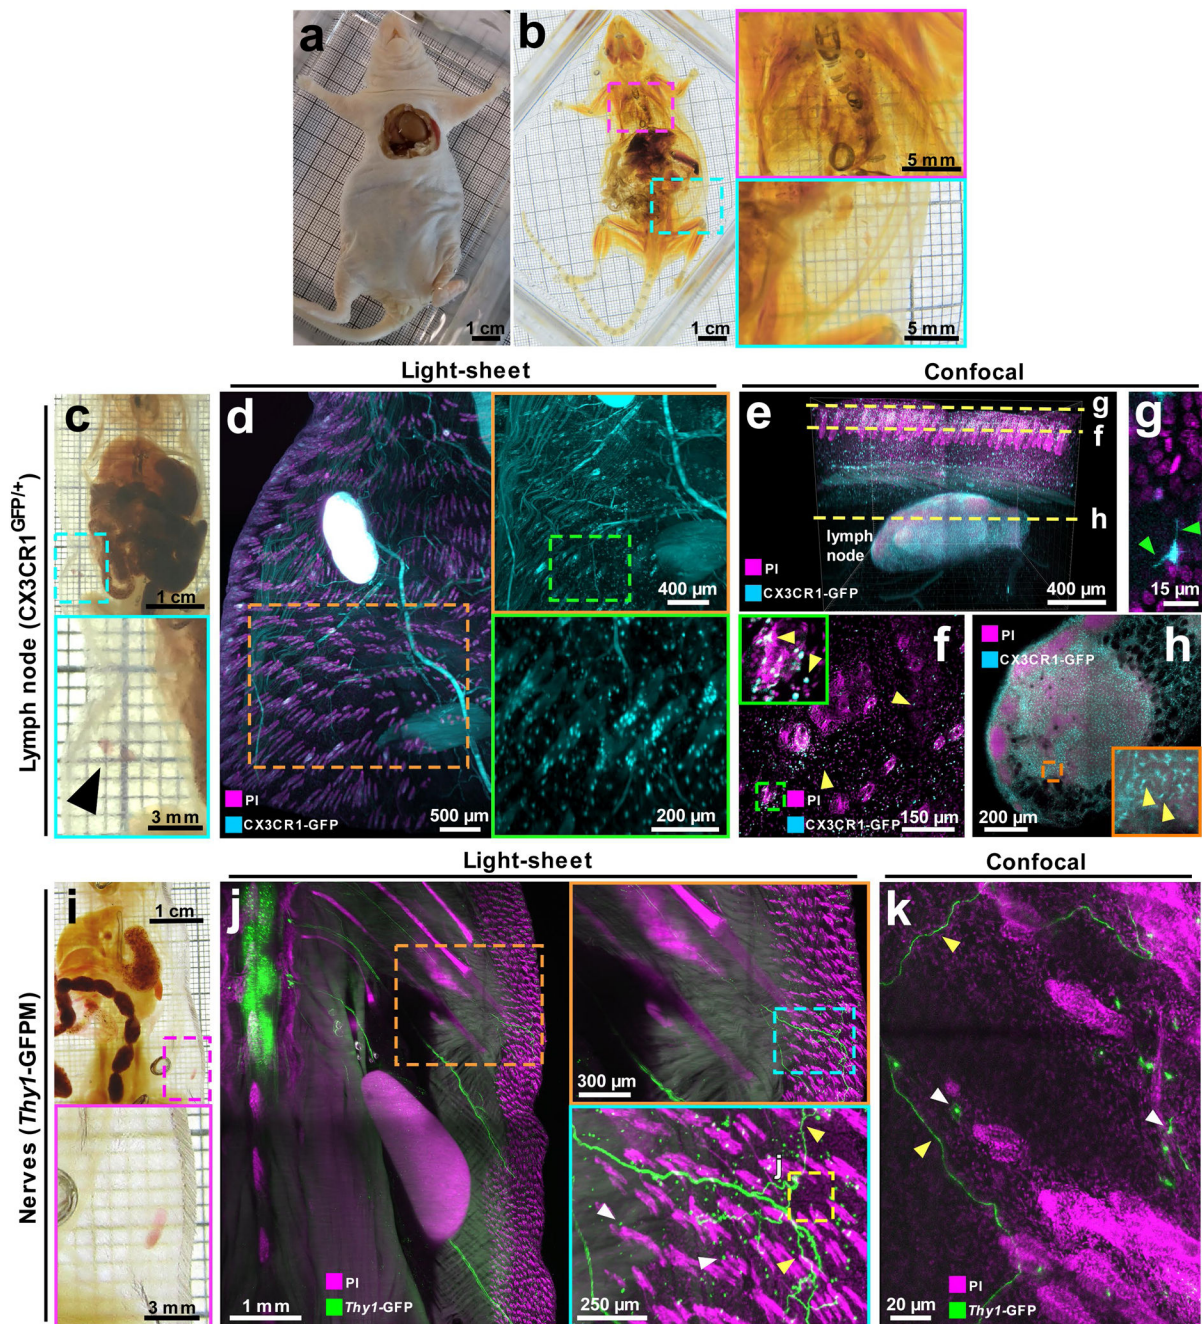 a
1 cm
b
1 cm
5 mm
5 mm
Light-sheet
Confocal
Lymph node (CX3CR1GFP/+)
c
1 cm
3 mm
d
PI
CX3CR1-GFP
500 µm
400 µm
200 µm
e
g
f
h
lymph
node
PI
CX3CR1-GFP
400 µm
g
15 µm
f
PI
CX3CR1-GFP
150 µm
PI
CX3CR1-GFP
h
200 µm
Light-sheet
Confocal
Nerves (Thy1-GFPM)
i
1 cm
3 mm
j
PI
Thy1-GFP
1 mm
300 µm
j
250 µm
k
PI
Thy1-GFP
20 µm